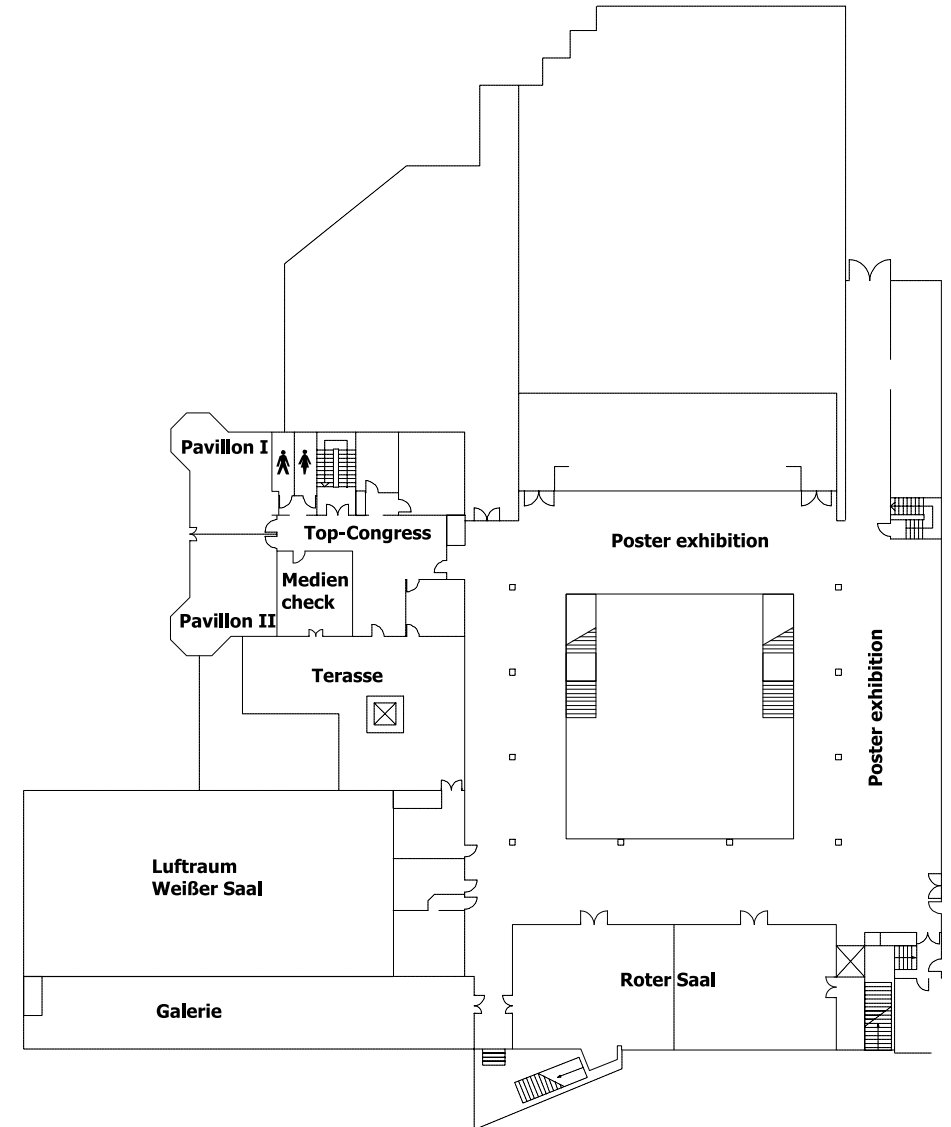 Pavillon I
Top-Congress
Poster exhibition
Medien
check
Pavillon II
Terasse
Poster exhibition
Luftraum
Weißer Saal
Roter Saal
Galerie